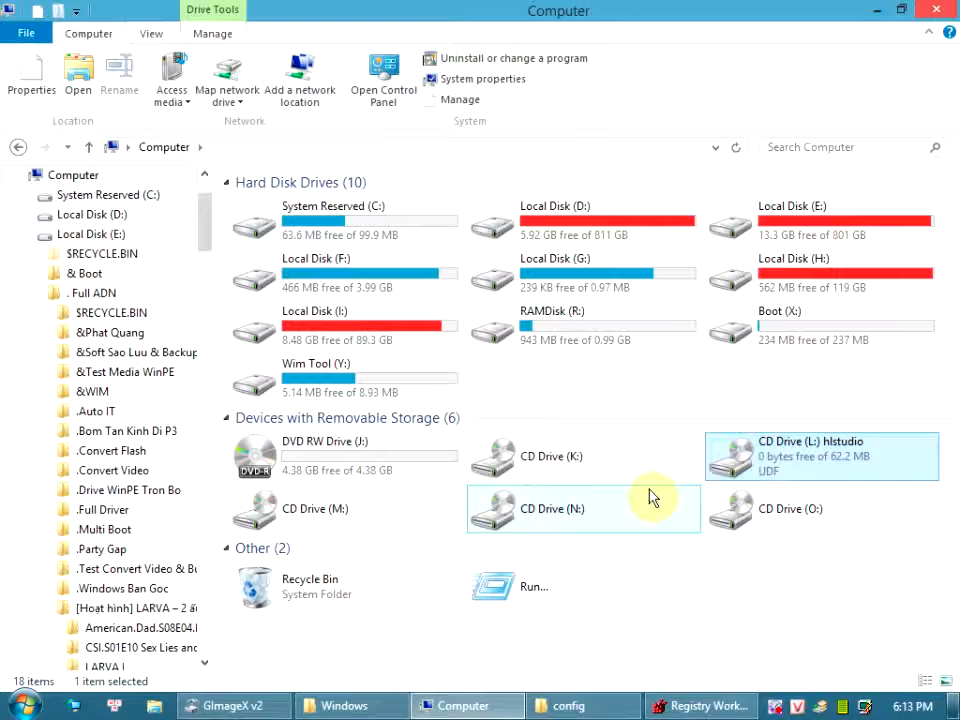 Drive Tools
Computer
File
Computer
View
Manage
Properties
Open
Rename
Access media
Map network drive
Add a network location
Open Control Panel
Uninstall or change a program
System properties
Manage
Location
Network
System
Computer
Search Computer
Computer
System Reserved (C:)
Local Disk (D:)
Local Disk (E:)
$RECYCLE.BIN
& Boot
. Full ADN
$RECYCLE.BIN
&Phat Quang
&Soft Sao Luu & Backup
&Test Media WinPE
&WIM
.Auto IT
.Bom Tan Kinh Di P3
.Convert Flash
.Convert Video
.Drive WinPE Tron Bo
.Full Driver
.Multi Boot
.Party Gap
.Test Convert Video & Bu
.Windows Ban Goc
[Hoạt hình] LARVA – 2 ấu
American.Dad.S08E04.
CSI.S01E10 Sex Lies and
LARVA
Hard Disk Drives (10)
System Reserved (C:)
63.6 MB free of 99.9 MB
Local Disk (D:)
5.92 GB free of 811 GB
Local Disk (E:)
13.3 GB free of 801 GB
Local Disk (F:)
466 MB free of 3.99 GB
Local Disk (G:)
239 KB free of 0.97 MB
Local Disk (H:)
562 MB free of 119 GB
Local Disk (I:)
8.48 GB free of 89.3 GB
RAMDisk (R:)
943 MB free of 0.99 GB
Boot (X:)
234 MB free of 237 MB
Wim Tool (Y:)
5.14 MB free of 8.93 MB
Devices with Removable Storage (6)
DVD-R
DVD RW Drive (J:)
4.38 GB free of 4.38 GB
CD Drive (K:)
CD Drive (L:) hlstudio
0 bytes free of 62.2 MB
UDF
CD Drive (M:)
CD Drive (N:)
CD Drive (O:)
Other (2)
Recycle Bin
System Folder
Run...
18 items
1 item selected
GImageX v2
Windows
Computer
config
Registry Work...
6:13 PM